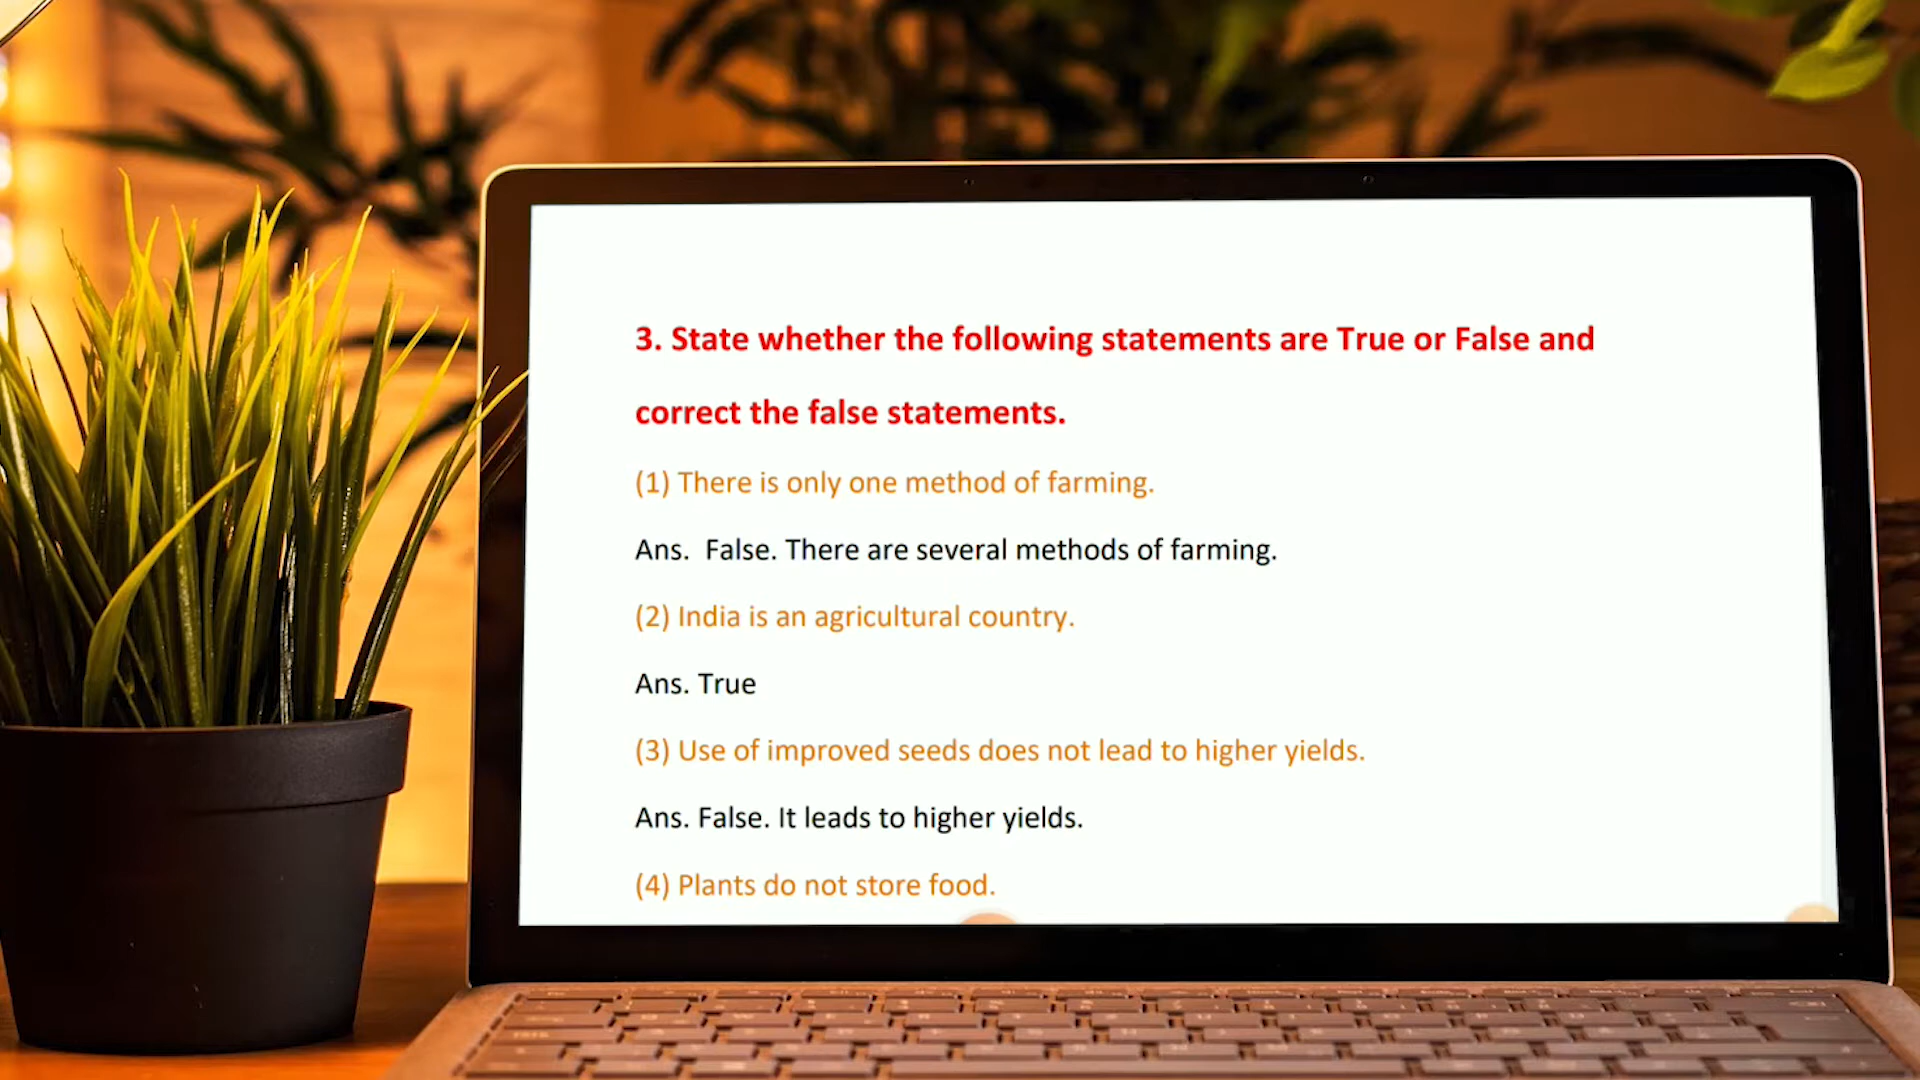 3. State whether the following statements are True or False and
correct the false statements.
(1) There is only one method of farming.
Ans.  False. There are several methods of farming.
(2) India is an agricultural country.
Ans. True
(3) Use of improved seeds does not lead to higher yields.
Ans. False. It leads to higher yields.
(4) Plants do not store food.